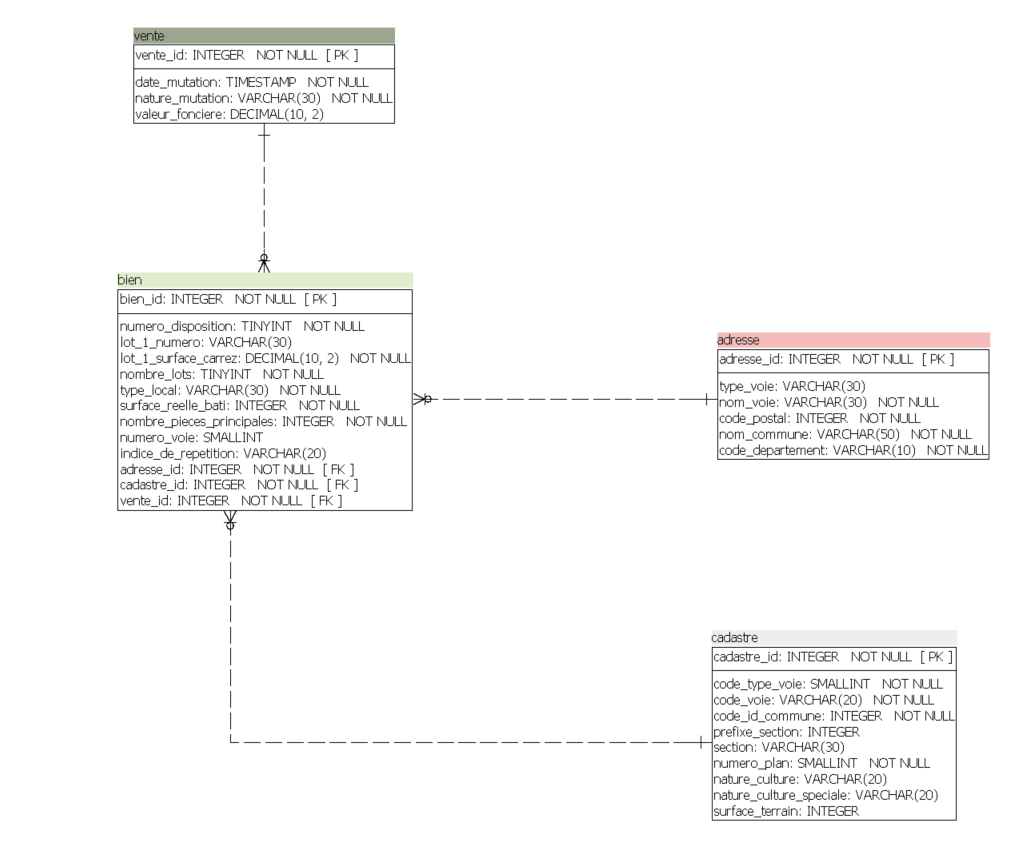 vente
vente_id: INTEGER NOT NULL [ PK ]
date_mutation: TIMESTAMP NOT NULL
nature_mutation: VARCHAR(30) NOT NULL
valeur_fonciere: DECIMAL(10, 2)
bien
bien_id: INTEGER NOT NULL [ PK ]
numero_disposition: TINYINT NOT NULL
lot_1_numero: VARCHAR(30)
lot_1_surface_carrez: DECIMAL(10, 2) NOT NULL
nombre_lots: TINYINT NOT NULL
type_local: VARCHAR(30) NOT NULL
surface_reelle_bati: INTEGER NOT NULL
nombre_pieces_principales: INTEGER NOT NULL
numero_voie: SMALLINT
indice_de_repetition: VARCHAR(20)
adresse_id: INTEGER NOT NULL [ FK ]
cadastre_id: INTEGER NOT NULL [ FK ]
vente_id: INTEGER NOT NULL [ FK ]
adresse
adresse_id: INTEGER NOT NULL [ PK ]
type_voie: VARCHAR(30)
nom_voie: VARCHAR(30) NOT NULL
code_postal: INTEGER NOT NULL
nom_commune: VARCHAR(50) NOT NULL
code_departement: VARCHAR(10) NOT NULL
cadastre
cadastre_id: INTEGER NOT NULL [ PK ]
code_type_voie: SMALLINT NOT NULL
code_voie: VARCHAR(20) NOT NULL
code_id_commune: INTEGER NOT NULL
prefixe_section: INTEGER
section: VARCHAR(30)
numero_plan: SMALLINT NOT NULL
nature_culture: VARCHAR(20)
nature_culture_speciale: VARCHAR(20)
surface_terrain: INTEGER